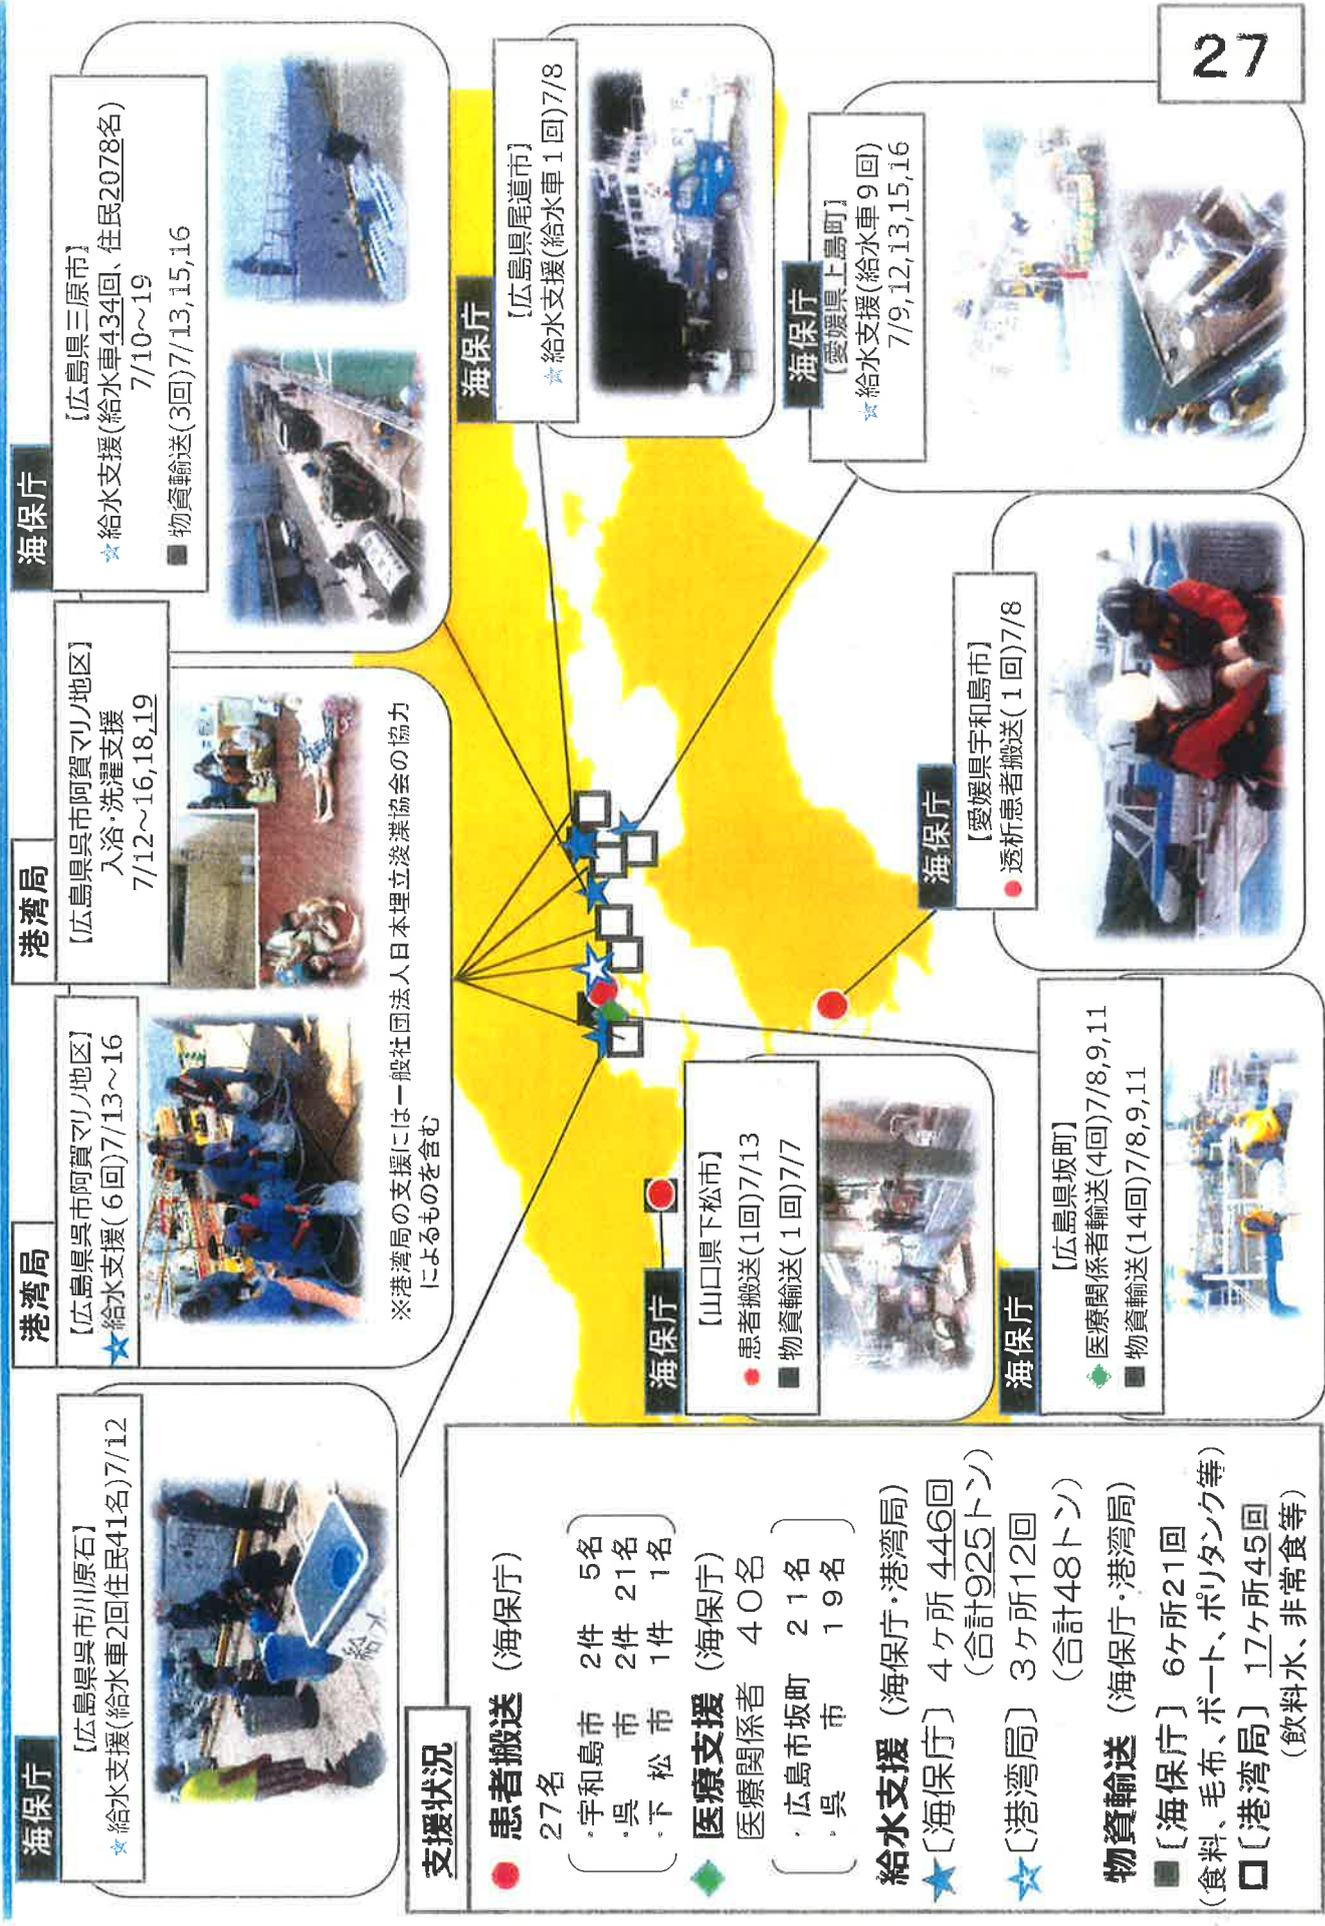 海保庁
【広島県呉市川原石】
☆給水支援(給水車2回住民41名)7/12
港湾局
【広島県呉市阿賀マリノ地区】
★給水支援(6回)7/13~16
港湾局
【広島県呉市阿賀マリノ地区】
入浴・洗濯支援
7/12~16,18,19
※港湾局の支援には一般社団法人日本埋立浚渫協会の協力
によるものを含む
海保庁
【広島県三原市】
☆給水支援(給水車434回、住民2078名)
7/10~19
■物資輸送(3回)7/13,15,16
海保庁
【広島県尾道市】
☆給水支援(給水車1回)7/8
海保庁
【愛媛県上島町】
☆給水支援(給水車9回)
7/9,12,13,15,16
海保庁
【愛媛県宇和島市】
●透析患者搬送(1回)7/8
海保庁
【山口県下松市】
●患者搬送(1回)7/13
■物資輸送(1回)7/7
海保庁
【広島県坂町】
◆医療関係者輸送(4回)7/8,9,11
■物資輸送(14回)7/8,9,11
給水
支援状況
●患者搬送 (海保庁)
27名
・宇和島市 2件 5名
・呉 市 2件 21名
・下 松 市 1件 1名
◆医療支援 (海保庁)
医療関係者 40名
・広島市坂町 21名
・呉 市 19名
給水支援 (海保庁・港湾局)
★〔海保庁〕 4ヶ所 446回
(合計925トン)
☆〔港湾局〕 3ヶ所12回
(合計48トン)
物資輸送 (海保庁・港湾局)
■〔海保庁〕 6ヶ所21回
(食料、毛布、ボート、ポリタンク等)
□〔港湾局〕 17ヶ所45回
(飲料水、非常食等)
27